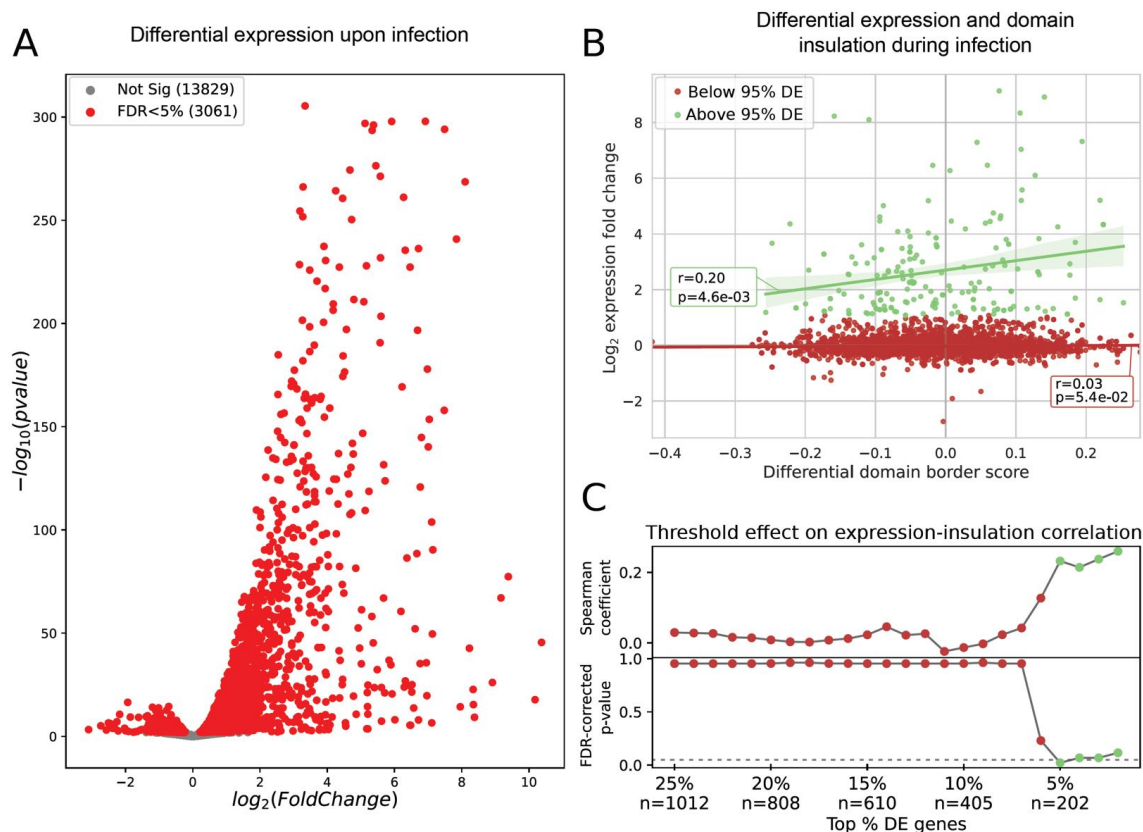 A
Differential expression upon infection
Not Sig (13829)
FDR<5% (3061)
300
250
200
150
100
50
0
−log10(pvalue)
−2
0
2
4
6
8
10
log2(FoldChange)
B
Differential expression and domain
insulation during infection
Below 95% DE
Above 95% DE
8
6
4
2
0
−2
Log2 expression fold change
r=0.20
p=4.6e-03
r=0.03
p=5.4e-02
−0.4
−0.3
−0.2
−0.1
0.0
0.1
0.2
Differential domain border score
C
Threshold effect on expression-insulation correlation
Spearman
coefficient
0.2
0.0
FDR-corrected
p-value
1.0
0.5
0.0
25% 20% 15% 10% 5%
n=1012 n=808 n=610 n=405 n=202
Top % DE genes